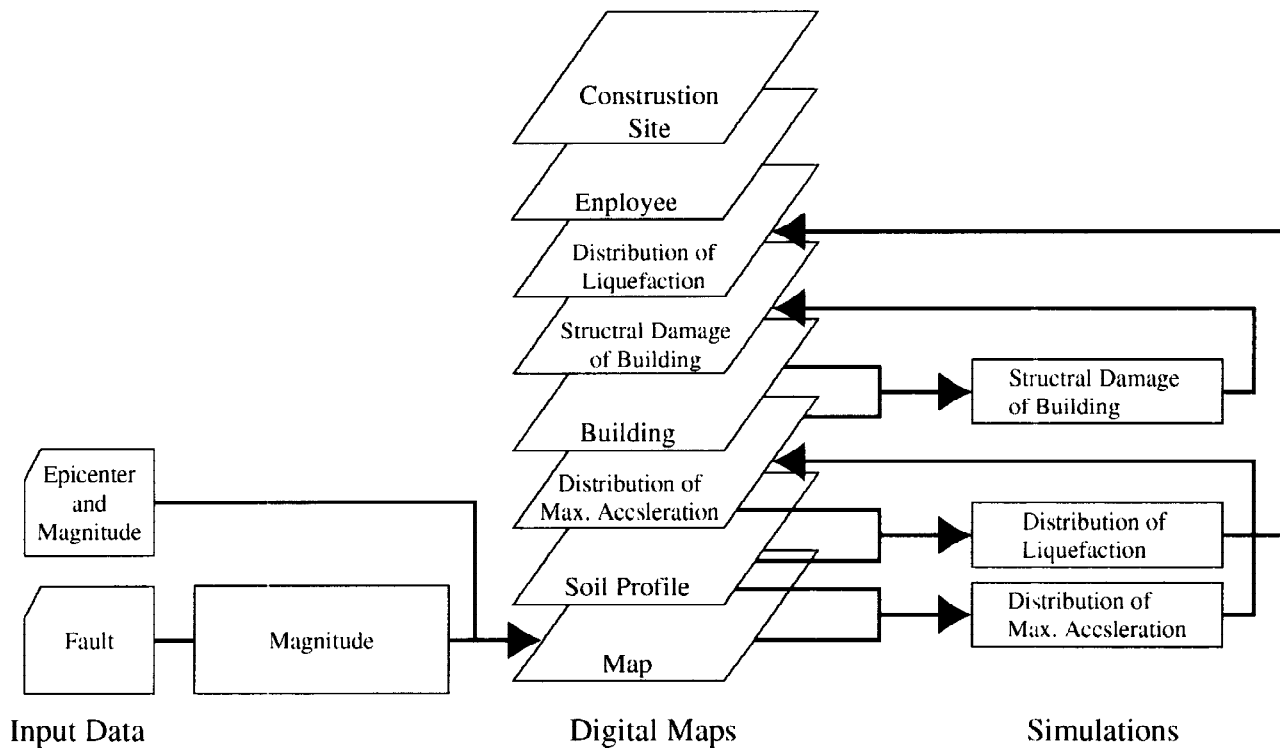 Construstion
Site
Enployee
Distribution of
Liquefaction
Structral Damage
of Building
Building
Distribution of
Max. Accsleration
Soil Profile
Map
Epicenter
and
Magnitude
Fault
Magnitude
Structral Damage
of Building
Distribution of
Liquefaction
Distribution of
Max. Accsleration
Input Data
Digital Maps
Simulations